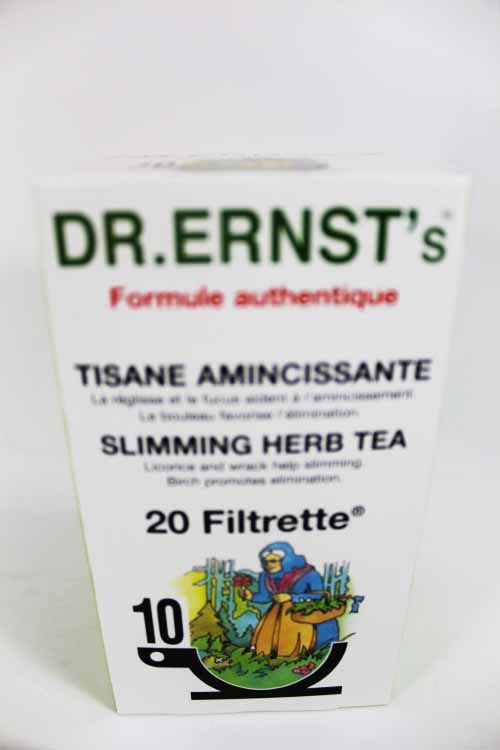 DR.ERNST's®
Formule authentique
TISANE AMINCISSANTE
La réglisse et le fucus aident à l'amincissement
Le bouleau favorise l'élimination
SLIMMING HERB TEA
Licorice and wrack help slimming
Birch promotes elimination.
20 Filtrette®
10